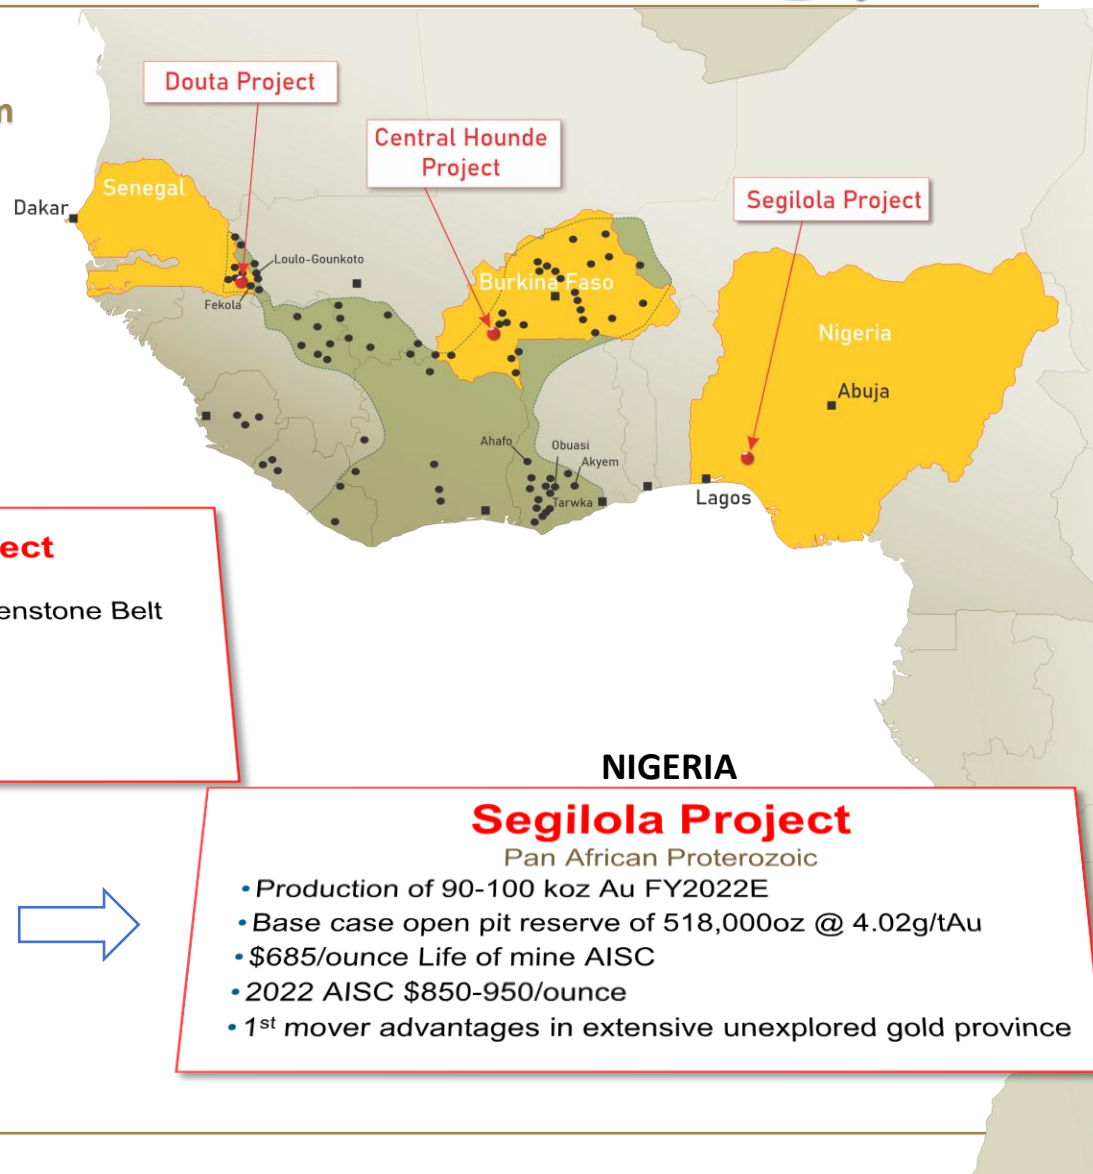 Douta Project
Central Hounde
Project
Segilola Project
Senegal
Dakar
Loulo-Gounkoto
Fekola
Burkina Faso
Nigeria
Abuja
Ahafo
Obuasi
Akyem
Tarwka
Lagos
ect
enstone Belt
NIGERIA
Segilola Project
Pan African Proterozoic
•Production of 90-100 koz Au FY2022E
•Base case open pit reserve of 518,000oz @ 4.02g/tAu
•$685/ounce Life of mine AISC
•2022 AISC $850-950/ounce
•1st mover advantages in extensive unexplored gold province